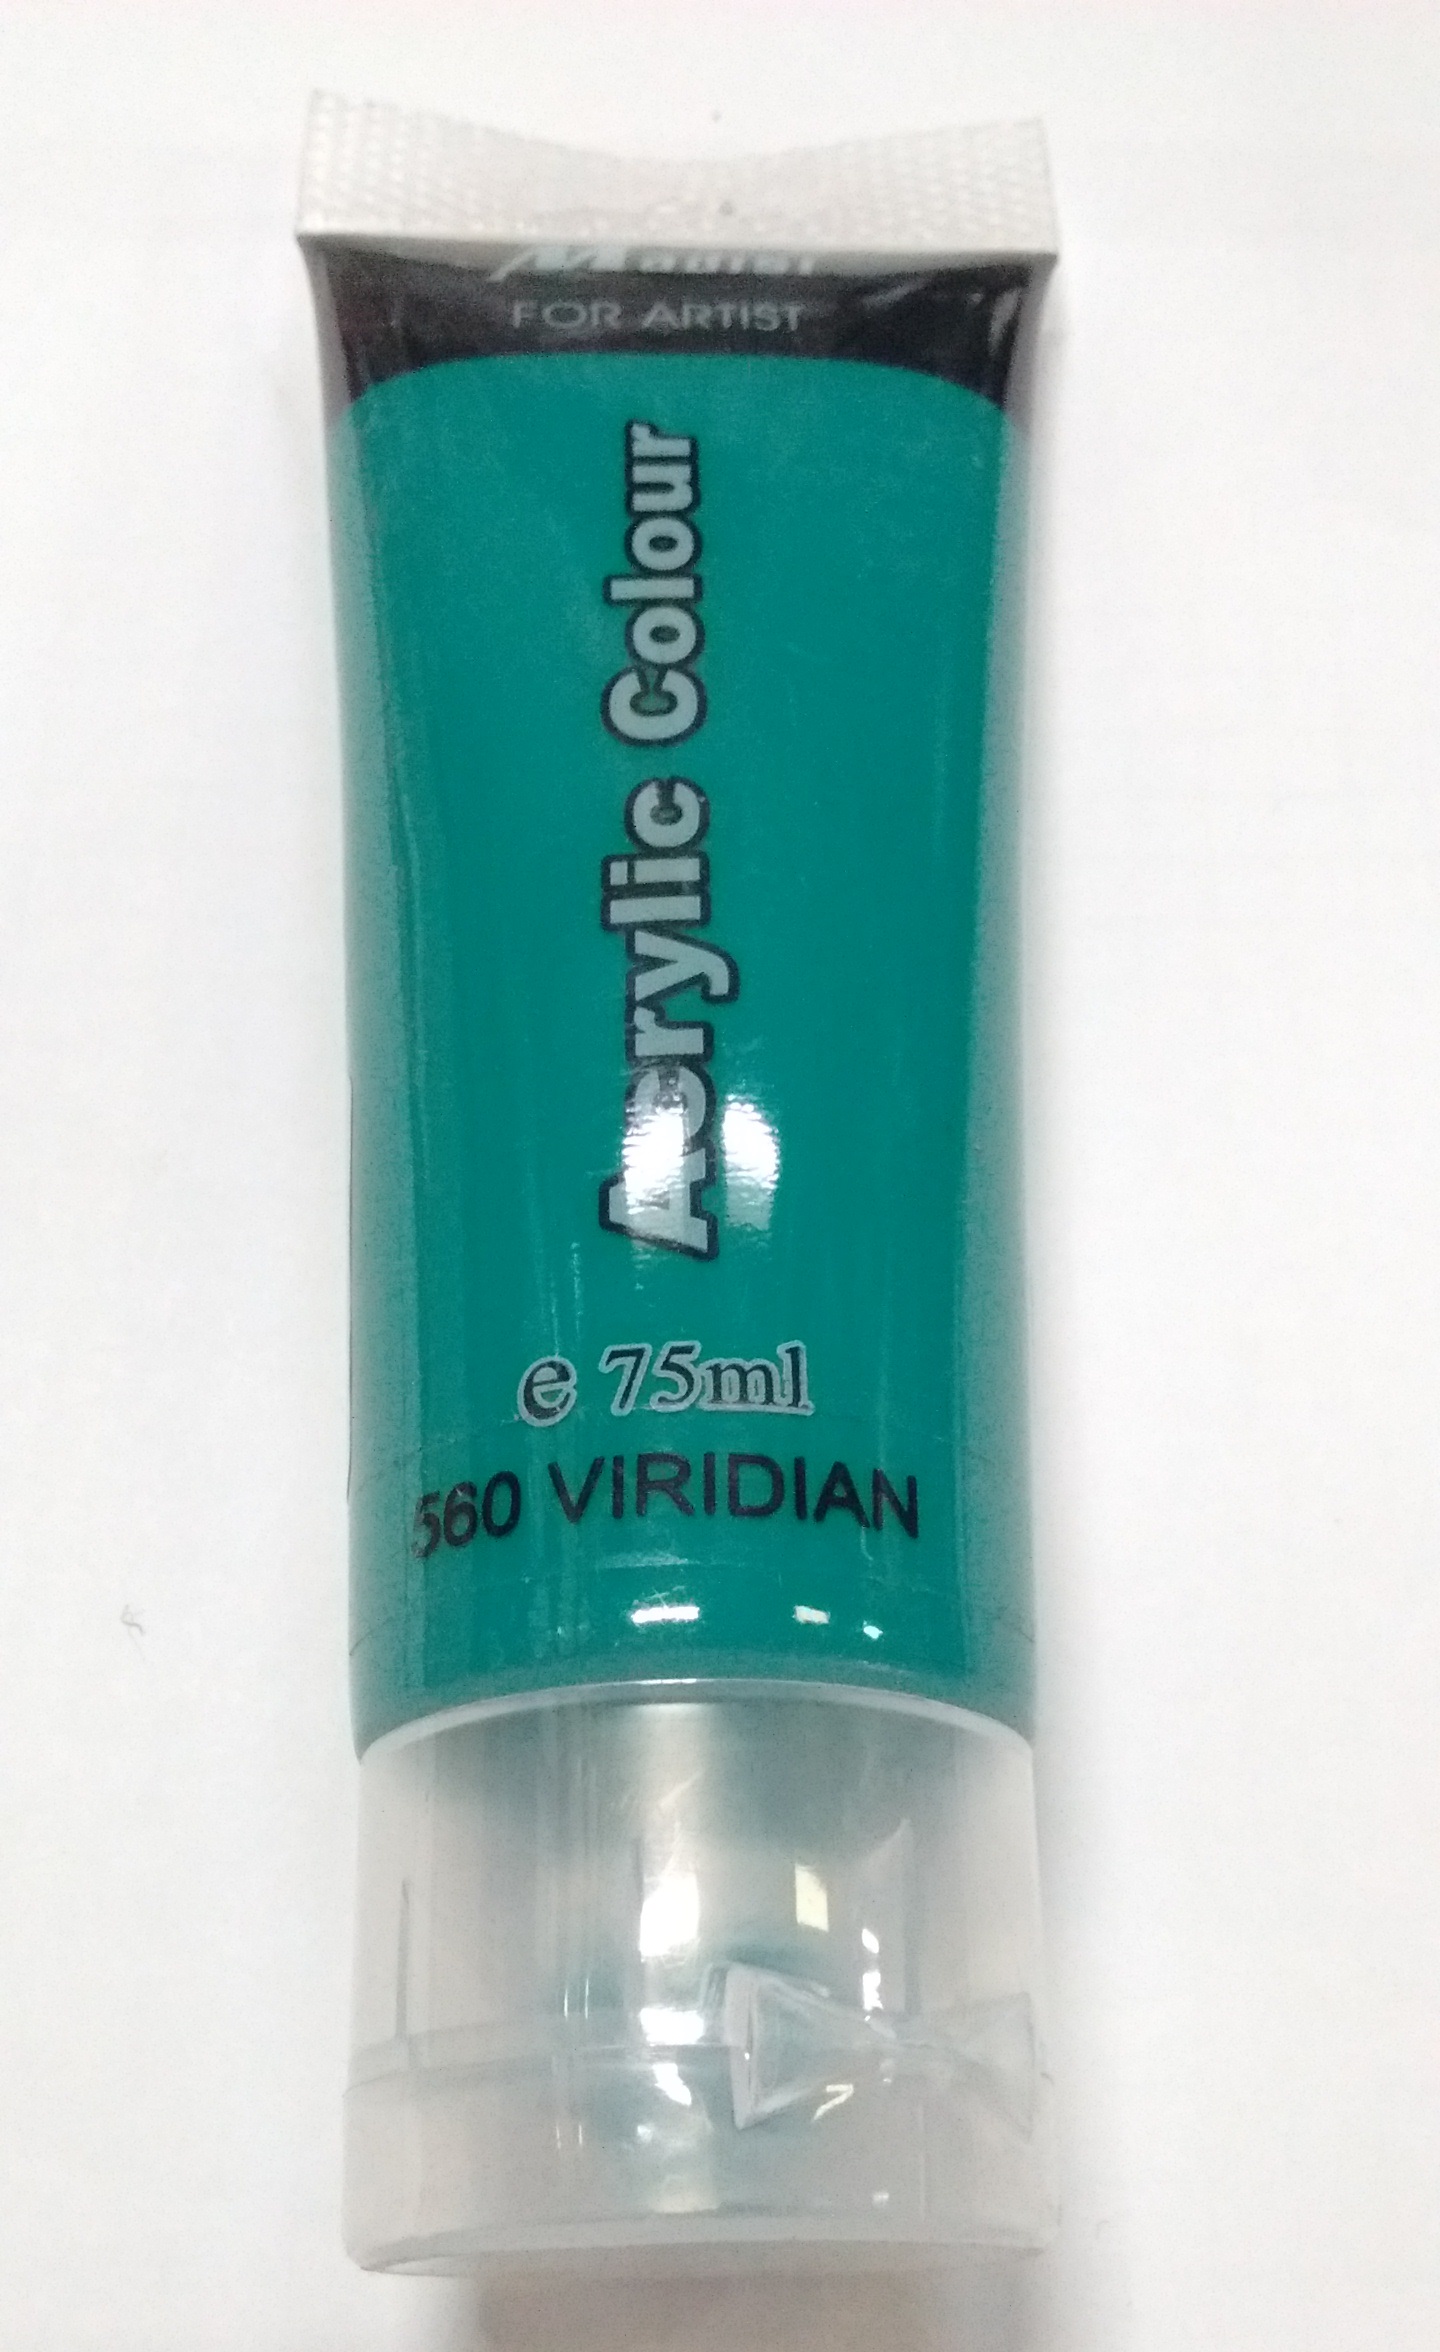 FOR ARTIST
Acrylic Colour
e 75ml
560 VIRIDIAN